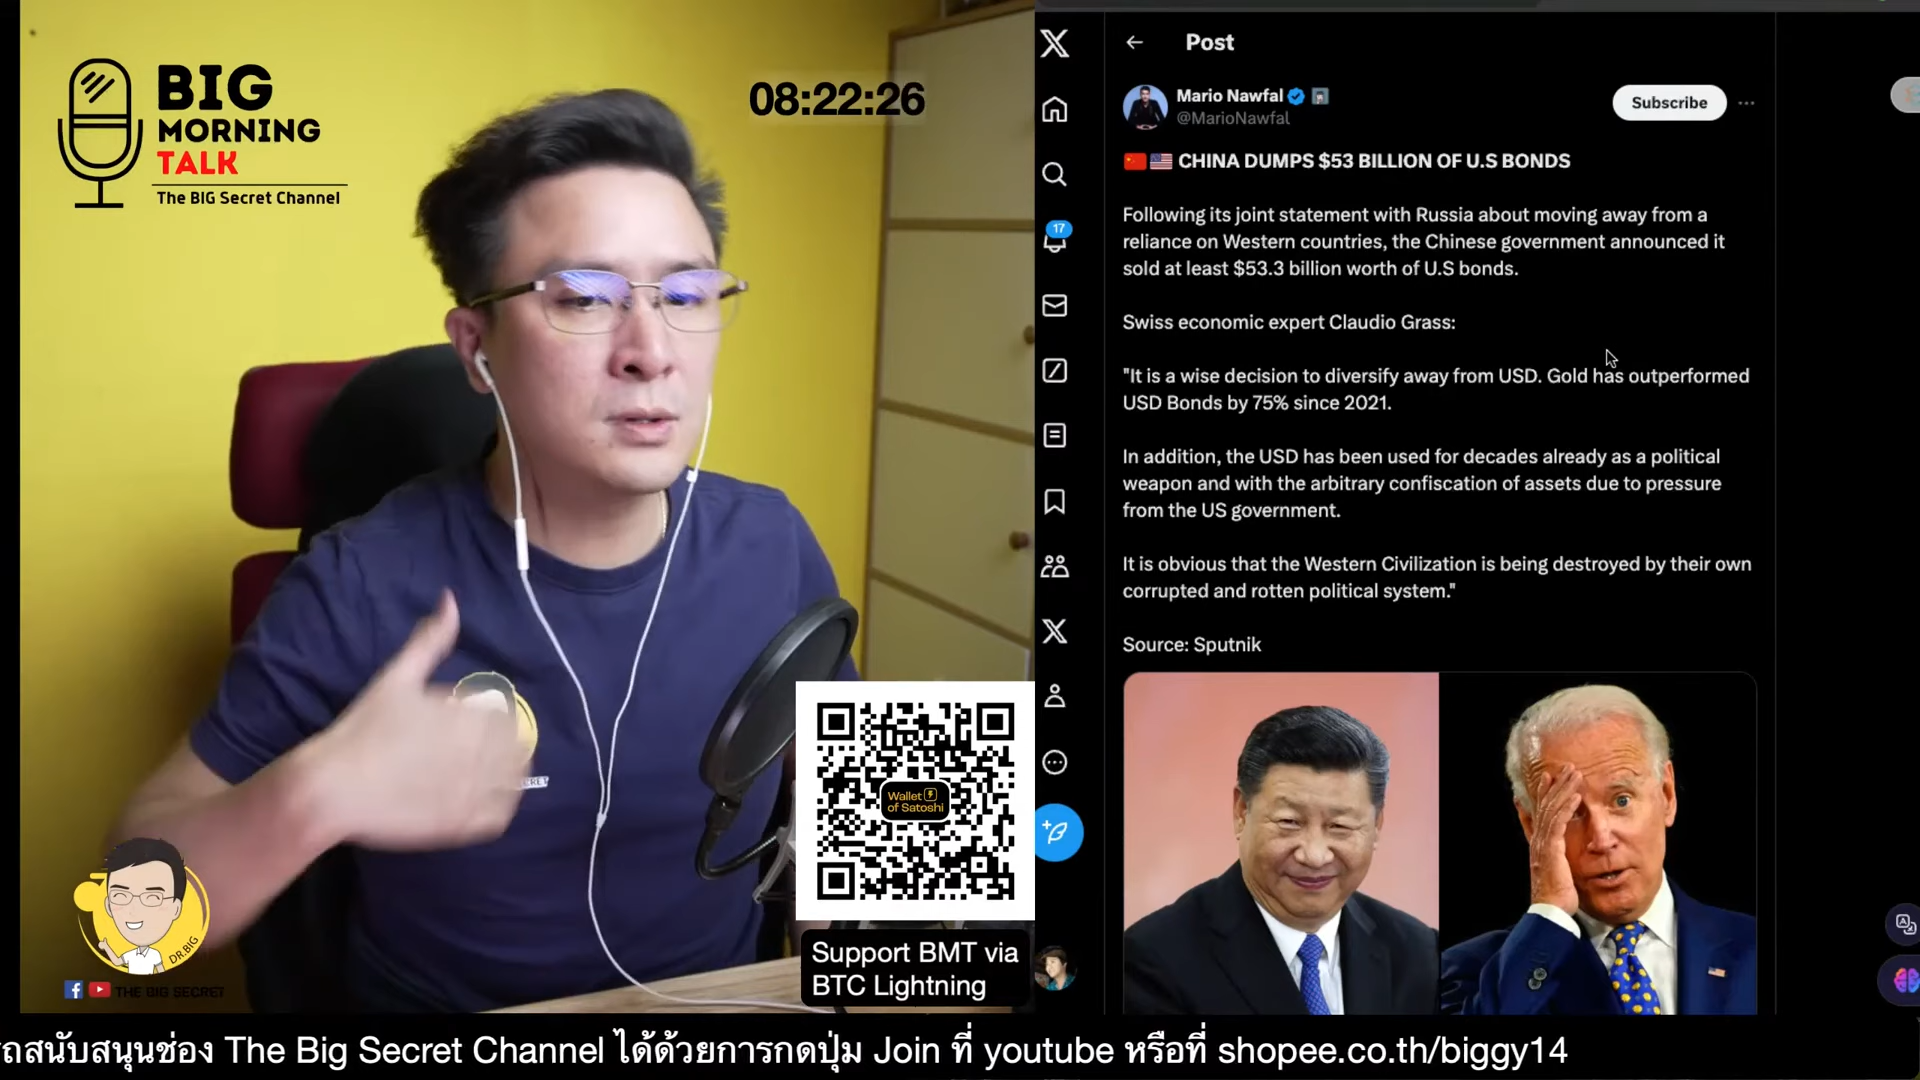 BIG
MORNING
TALK
The BIG Secret Channel
08:22:26
DR.BIG
THE BIG SECRET
Wallet
of Satoshi
Support BMT via
BTC Lightning
17
Post
Mario Nawfal
@MarioNawfal
Subscribe
🇨🇳🇺🇸 CHINA DUMPS $53 BILLION OF U.S BONDS
Following its joint statement with Russia about moving away from a
reliance on Western countries, the Chinese government announced it
sold at least $53.3 billion worth of U.S bonds.
Swiss economic expert Claudio Grass:
"It is a wise decision to diversify away from USD. Gold has outperformed
USD Bonds by 75% since 2021.
In addition, the USD has been used for decades already as a political
weapon and with the arbitrary confiscation of assets due to pressure
from the US government.
It is obvious that the Western Civilization is being destroyed by their own
corrupted and rotten political system."
Source: Sputnik
ถสนับสนุนช่อง The Big Secret Channel ได้ด้วยการกดปุ่ม Join ที่ youtube หรือที่ shopee.co.th/biggy14